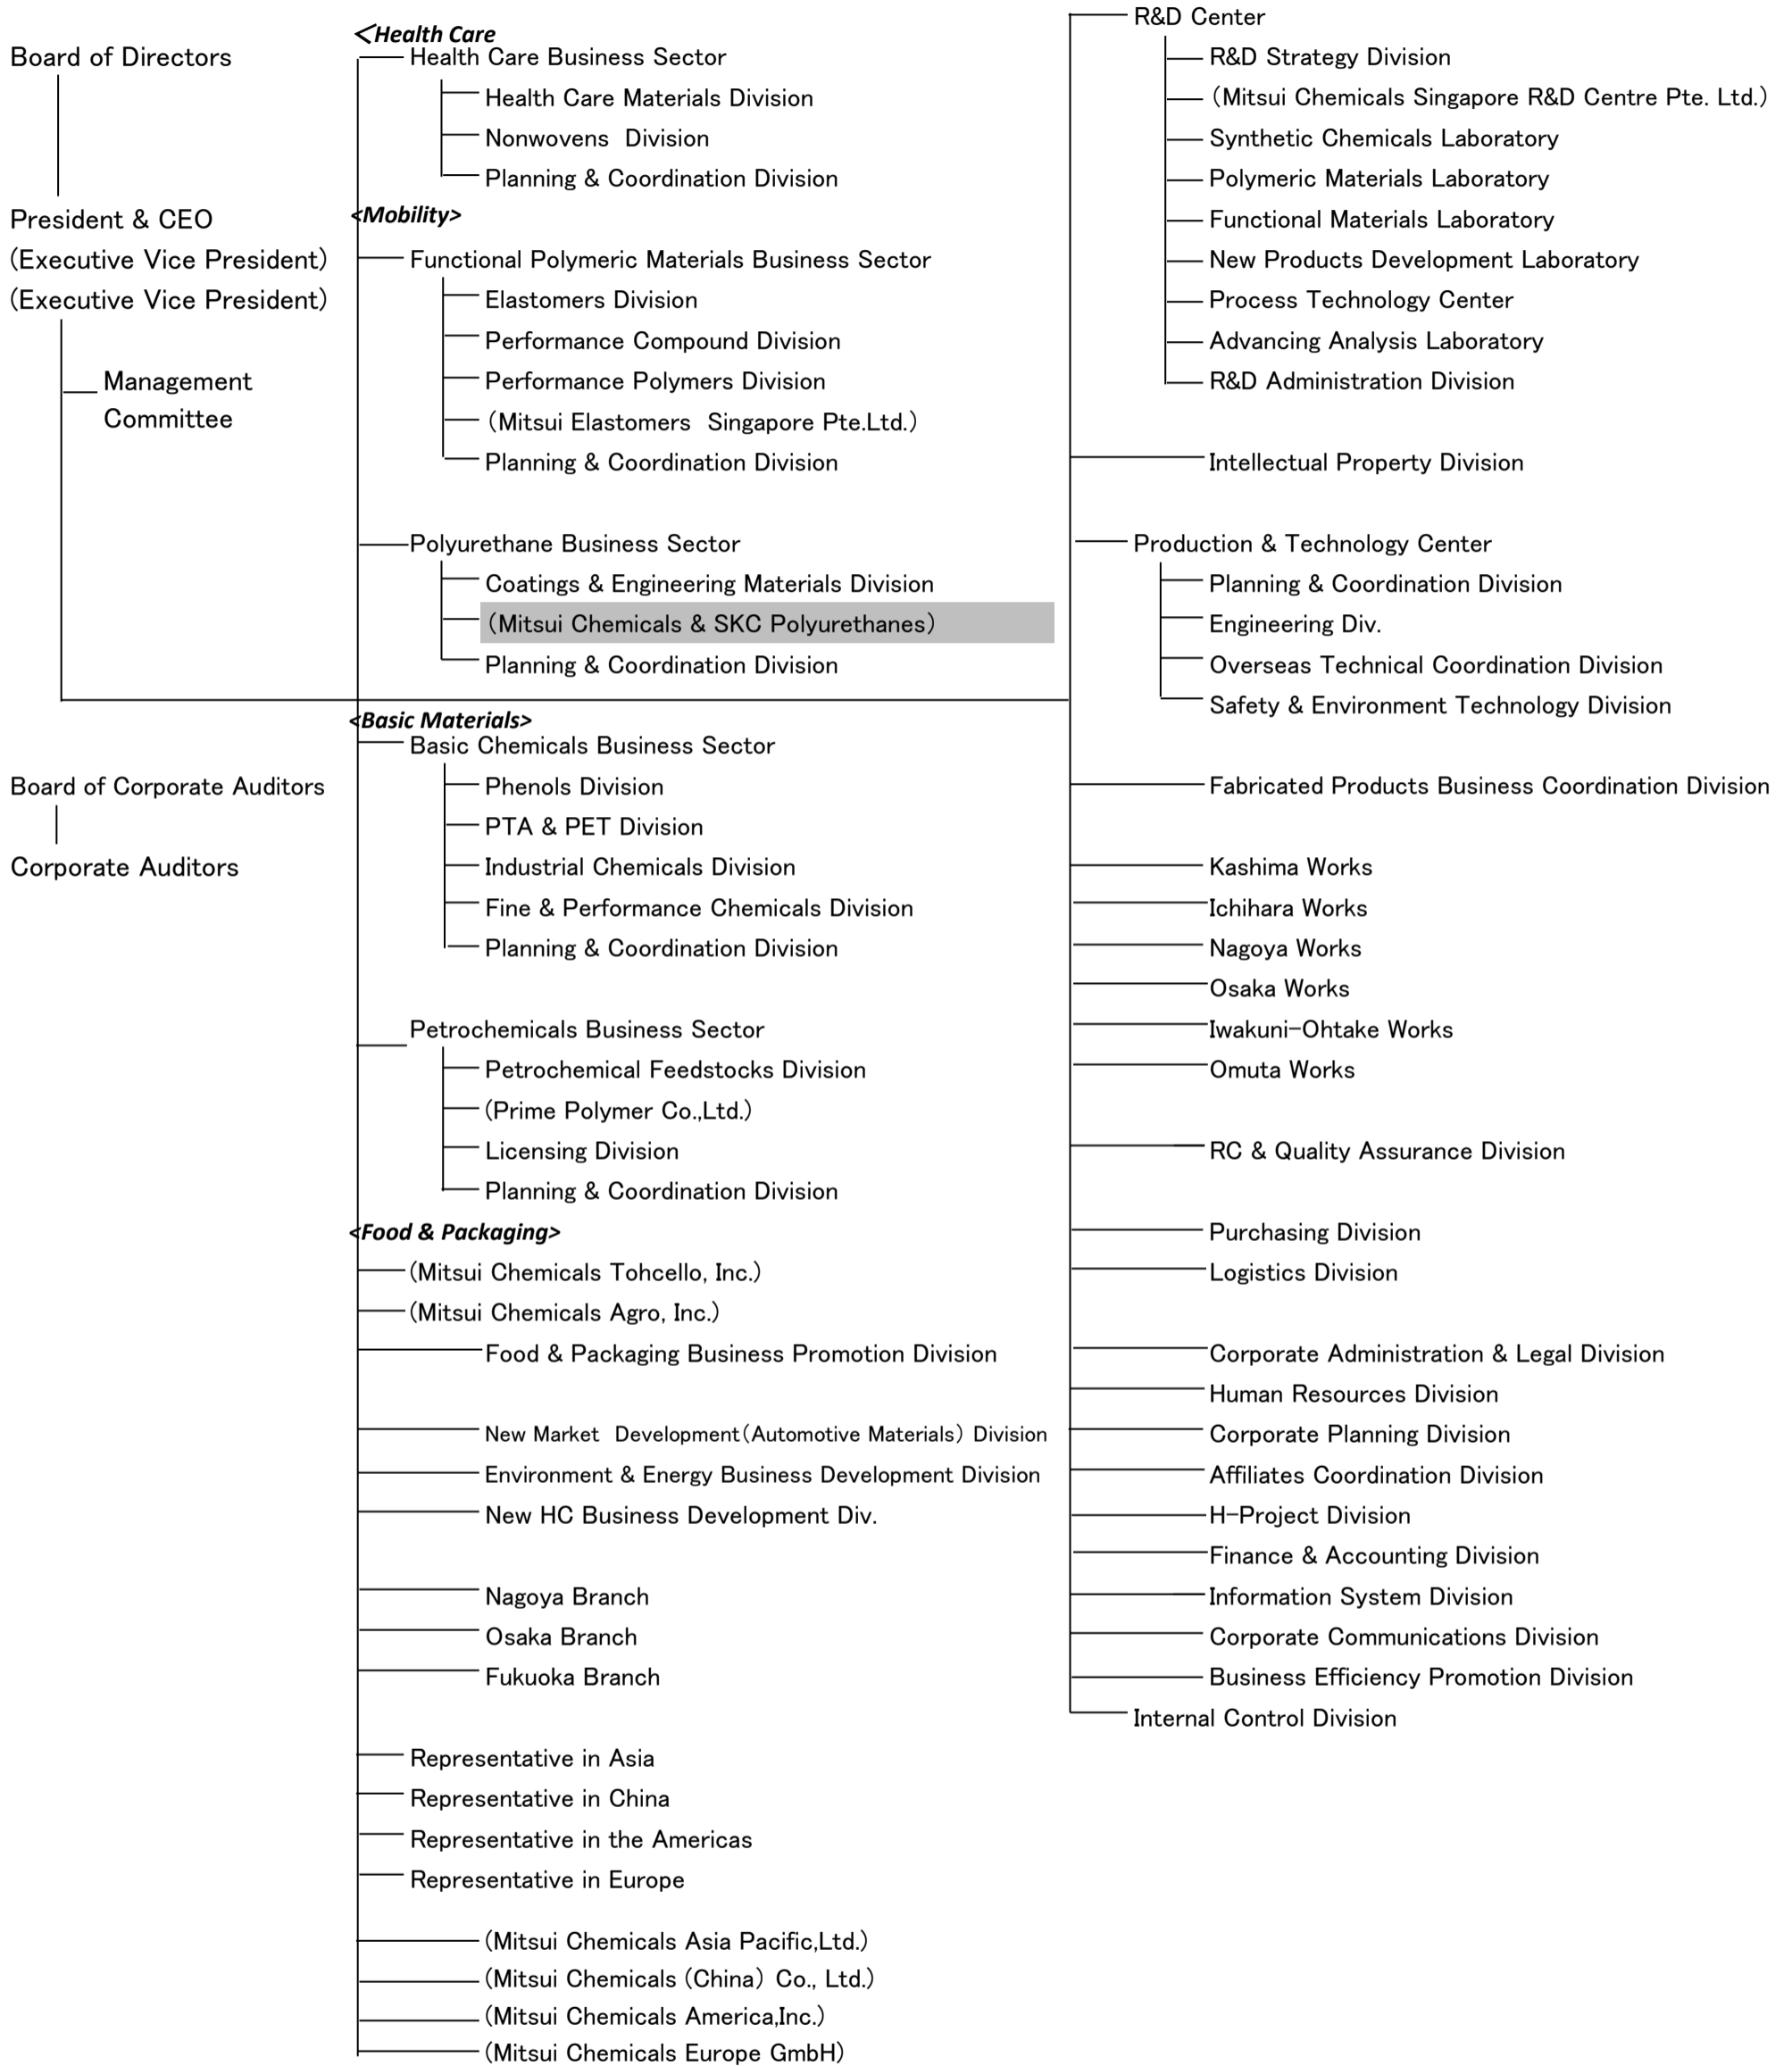 Board of Directors
President & CEO
(Executive Vice President)
(Executive Vice President)
Management
Committee
Board of Corporate Auditors
Corporate Auditors
<Health Care
Health Care Business Sector
Health Care Materials Division
Nonwovens Division
Planning & Coordination Division
<Mobility>
Functional Polymeric Materials Business Sector
Elastomers Division
Performance Compound Division
Performance Polymers Division
(Mitsui Elastomers Singapore Pte.Ltd.)
Planning & Coordination Division
Polyurethane Business Sector
Coatings & Engineering Materials Division
(Mitsui Chemicals & SKC Polyurethanes)
Planning & Coordination Division
<Basic Materials>
Basic Chemicals Business Sector
Phenols Division
PTA & PET Division
Industrial Chemicals Division
Fine & Performance Chemicals Division
Planning & Coordination Division
Petrochemicals Business Sector
Petrochemical Feedstocks Division
(Prime Polymer Co.,Ltd.)
Licensing Division
Planning & Coordination Division
<Food & Packaging>
(Mitsui Chemicals Tohcello, Inc.)
(Mitsui Chemicals Agro, Inc.)
Food & Packaging Business Promotion Division
New Market Development(Automotive Materials) Division
Environment & Energy Business Development Division
New HC Business Development Div.
Nagoya Branch
Osaka Branch
Fukuoka Branch
Representative in Asia
Representative in China
Representative in the Americas
Representative in Europe
(Mitsui Chemicals Asia Pacific,Ltd.)
(Mitsui Chemicals (China) Co., Ltd.)
(Mitsui Chemicals America,Inc.)
(Mitsui Chemicals Europe GmbH)
R&D Center
R&D Strategy Division
(Mitsui Chemicals Singapore R&D Centre Pte. Ltd.)
Synthetic Chemicals Laboratory
Polymeric Materials Laboratory
Functional Materials Laboratory
New Products Development Laboratory
Process Technology Center
Advancing Analysis Laboratory
R&D Administration Division
Intellectual Property Division
Production & Technology Center
Planning & Coordination Division
Engineering Div.
Overseas Technical Coordination Division
Safety & Environment Technology Division
Fabricated Products Business Coordination Division
Kashima Works
Ichihara Works
Nagoya Works
Osaka Works
Iwakuni-Ohtake Works
Omuta Works
RC & Quality Assurance Division
Purchasing Division
Logistics Division
Corporate Administration & Legal Division
Human Resources Division
Corporate Planning Division
Affiliates Coordination Division
H-Project Division
Finance & Accounting Division
Information System Division
Corporate Communications Division
Business Efficiency Promotion Division
Internal Control Division